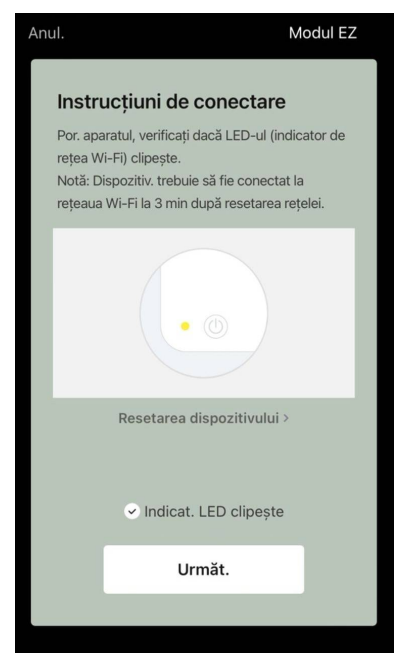 Anul. Modul EZ
Instrucțiuni de conectare
Por. aparatul, verificați dacă LED-ul (indicator de
rețea Wi-Fi) clipește.
Notă: Dispozitiv. trebuie să fie conectat la
rețeaua Wi-Fi la 3 min după resetarea rețelei.
Resetarea dispozitivului >
Indicat. LED clipește
Următ.